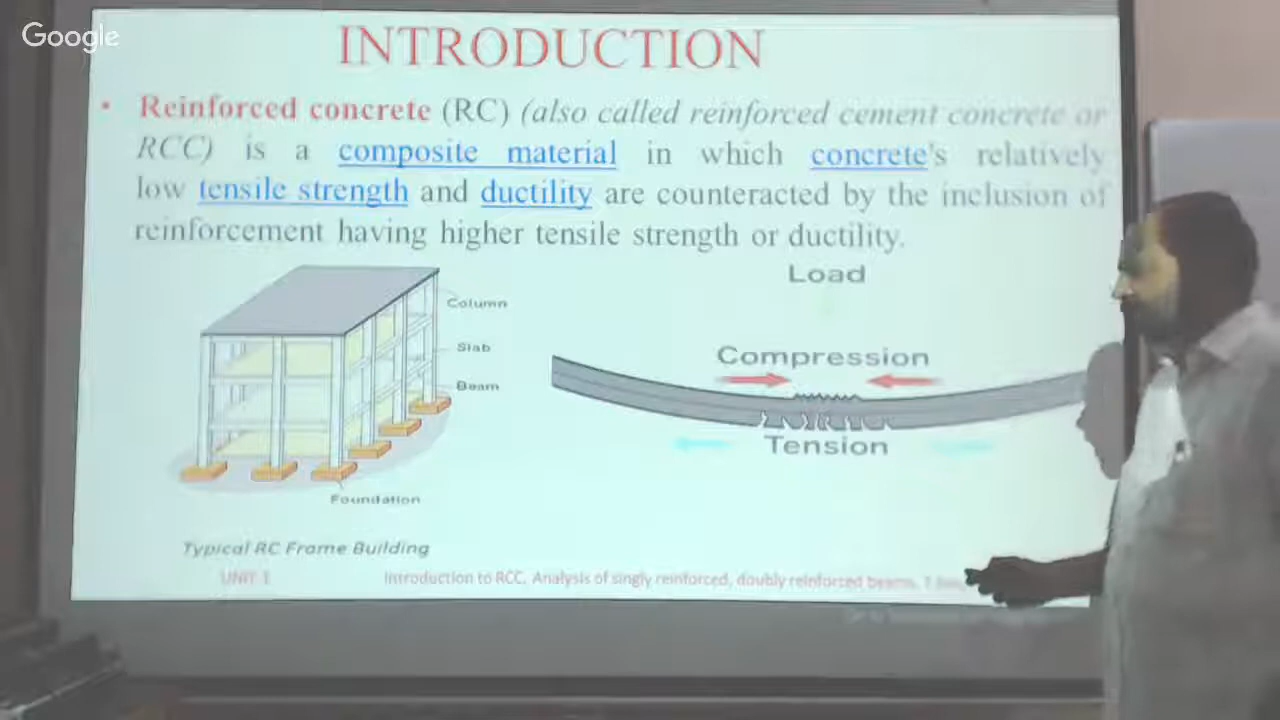 Google
INTRODUCTION
• Reinforced concrete (RC) (also called reinforced cement concrete or
RCC) is a composite material in which concrete's relatively
low tensile strength and ductility are counteracted by the inclusion of
reinforcement having higher tensile strength or ductility.
Load
Column
Slab
Compression
Beam
Tension
Foundation
Typical RC Frame Building
UNIT 1
Introduction to RCC, Analysis of singly reinforced, doubly reinforced beams, T